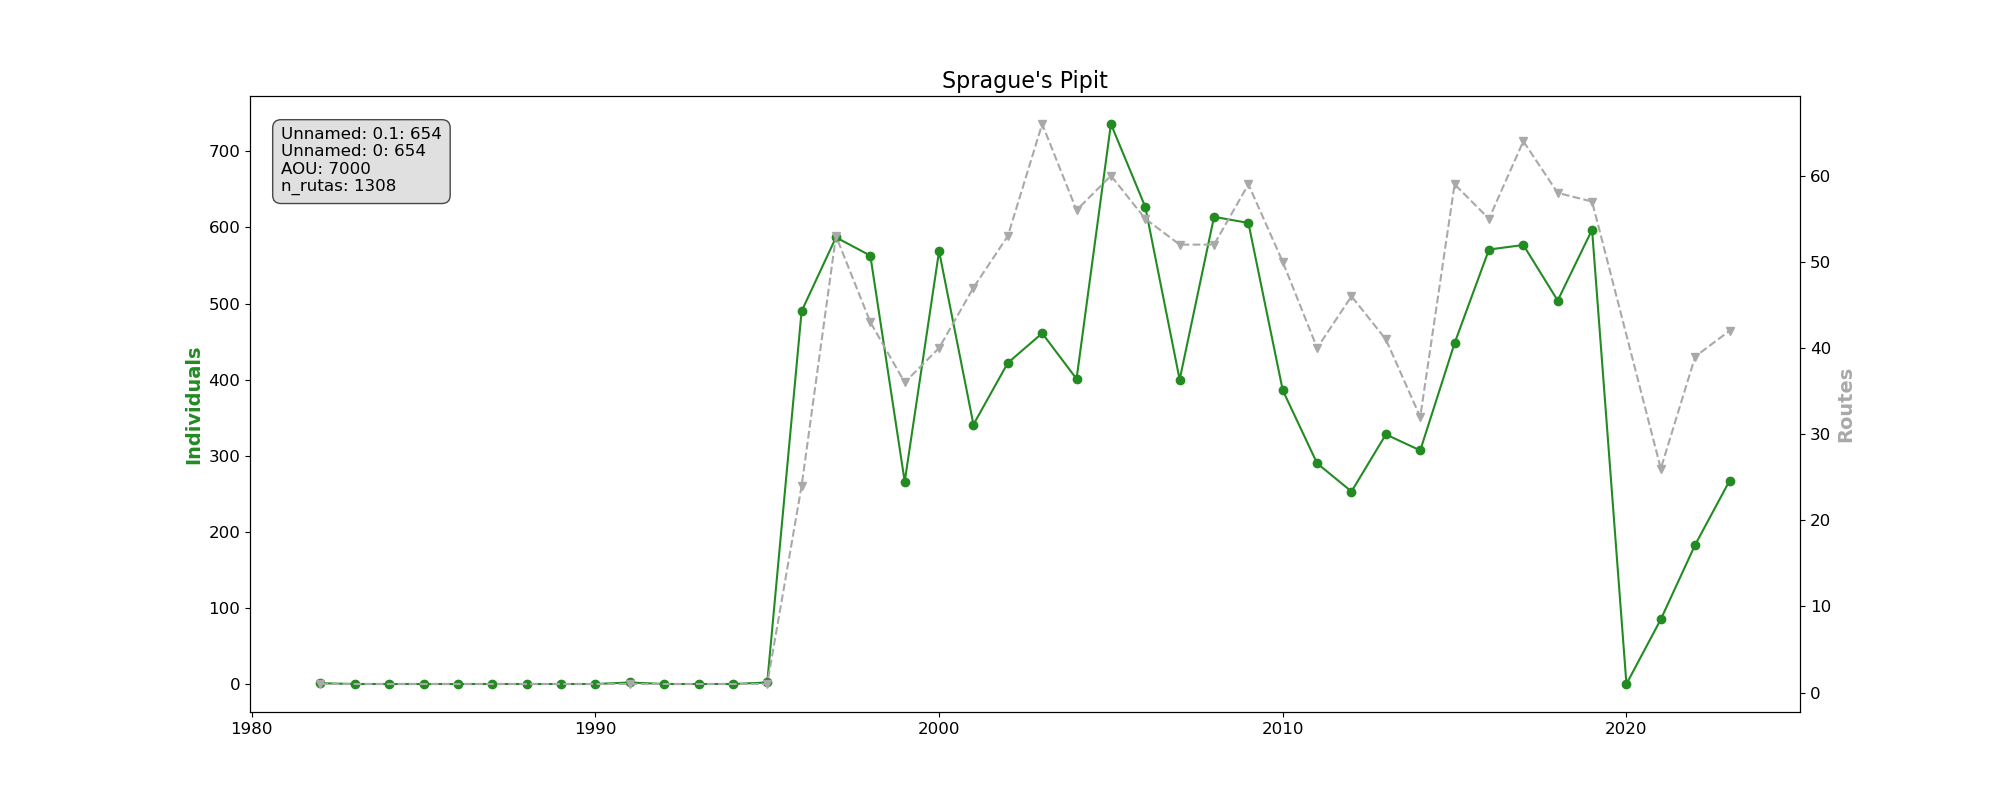 Sprague's Pipit
Unnamed: 0.1: 654
Unnamed: 0: 654
AOU: 7000
n_rutas: 1308
Individuals
700
600
500
400
300
200
100
0
60
50
40
30
20
10
0
Routes
1980
1990
2000
2010
2020